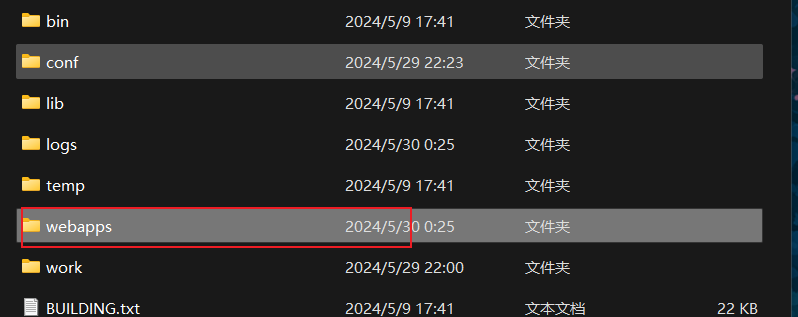 bin 2024/5/9 17:41 文件夹
conf 2024/5/29 22:23 文件夹
lib 2024/5/9 17:41 文件夹
logs 2024/5/30 0:25 文件夹
temp 2024/5/9 17:41 文件夹
webapps 2024/5/30 0:25 文件夹
work 2024/5/29 22:00 文件夹
BUILDING.txt 2024/5/9 17:41 文本文档 22 KB